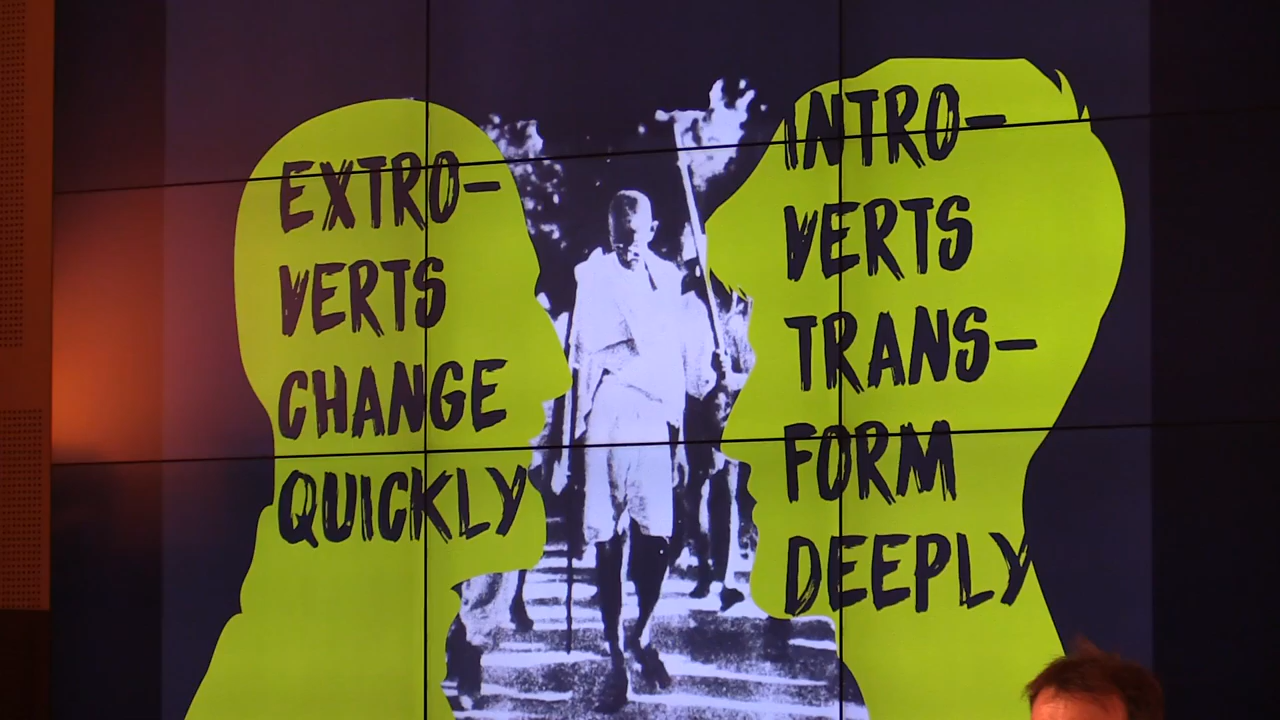 EXTRO-
VERTS
CHANGE
QUICKLY
INTRO-
VERTS
TRANS-
FORM
DEEPLY